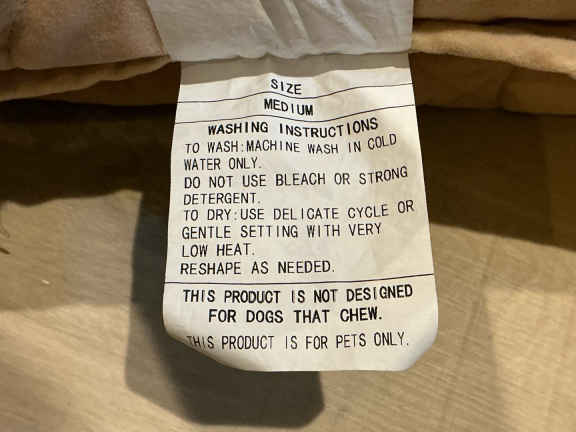 SIZE
MEDIUM
WASHING INSTRUCTIONS
TO WASH:MACHINE WASH IN COLD
WATER ONLY.
DO NOT USE BLEACH OR STRONG
DETERGENT.
TO DRY:USE DELICATE CYCLE OR
GENTLE SETTING WITH VERY
LOW HEAT.
RESHAPE AS NEEDED.
THIS PRODUCT IS NOT DESIGNED
FOR DOGS THAT CHEW.
THIS PRODUCT IS FOR PETS ONLY.